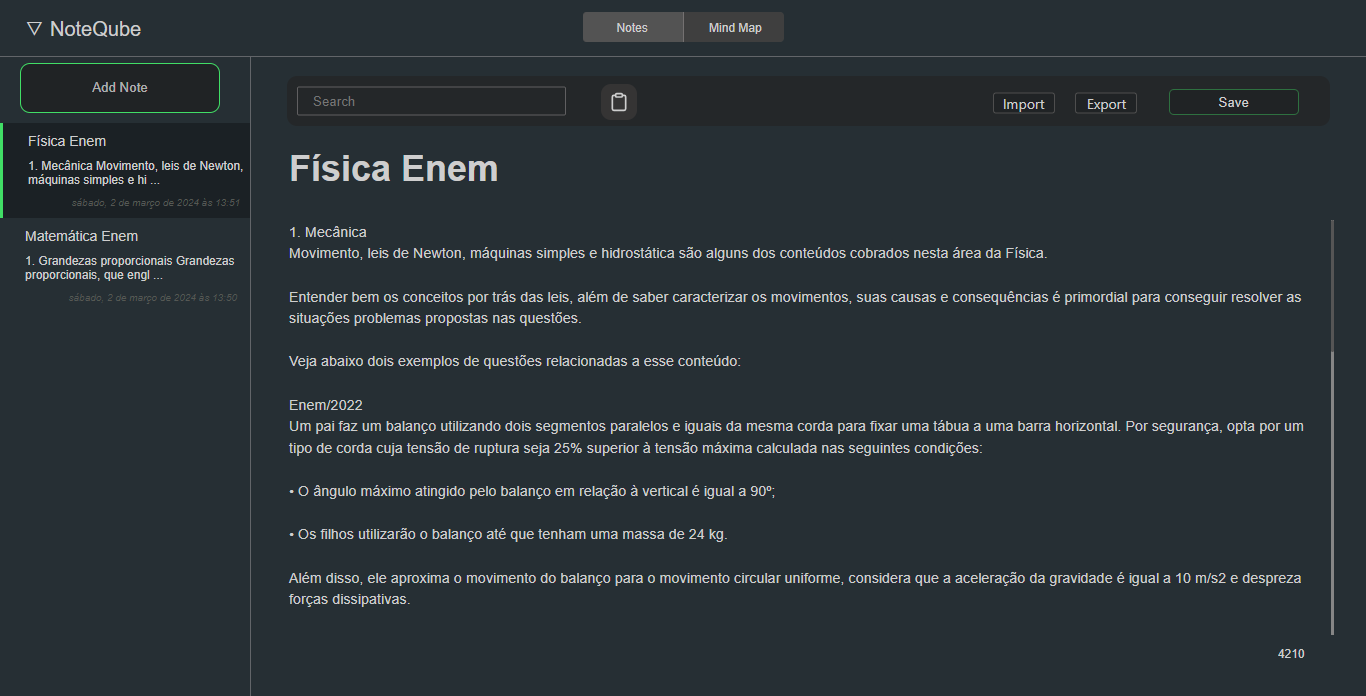 NoteQube
Notes
Mind Map
Add Note
Search
Import
Export
Save
Física Enem
1. Mecânica Movimento, leis de Newton,
máquinas simples e hi ...
sábado, 2 de março de 2024 às 13:51
Matemática Enem
1. Grandezas proporcionais Grandezas
proporcionais, que engl ...
sábado, 2 de março de 2024 às 13:50
Física Enem
1. Mecânica
Movimento, leis de Newton, máquinas simples e hidrostática são alguns dos conteúdos cobrados nesta área da Física.
Entender bem os conceitos por trás das leis, além de saber caracterizar os movimentos, suas causas e consequências é primordial para conseguir resolver as
situações problemas propostas nas questões.
Veja abaixo dois exemplos de questões relacionadas a esse conteúdo:
Enem/2022
Um pai faz um balanço utilizando dois segmentos paralelos e iguais da mesma corda para fixar uma tábua a uma barra horizontal. Por segurança, opta por um
tipo de corda cuja tensão de ruptura seja 25% superior à tensão máxima calculada nas seguintes condições:
• O ângulo máximo atingido pelo balanço em relação à vertical é igual a 90º;
• Os filhos utilizarão o balanço até que tenham uma massa de 24 kg.
Além disso, ele aproxima o movimento do balanço para o movimento circular uniforme, considera que a aceleração da gravidade é igual a 10 m/s2 e despreza
forças dissipativas.
4210